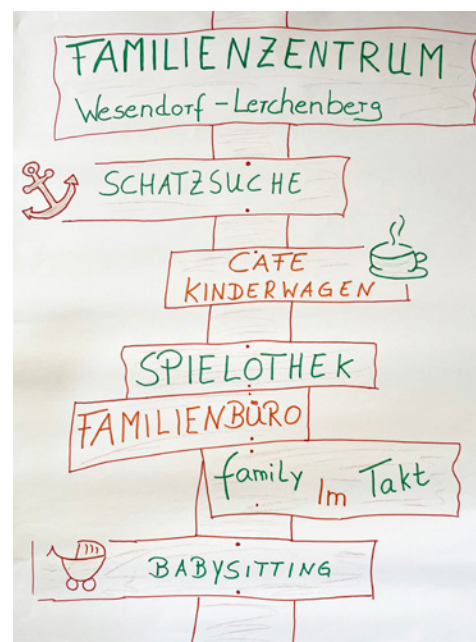 FAMILIENZENTRUM
Wesendorf - Lerchenberg
SCHATZSUCHE
CAFE
KINDERWAGEN
SPIELOTHEK
FAMILIENBÜRO
family Im Takt
BABYSITTING